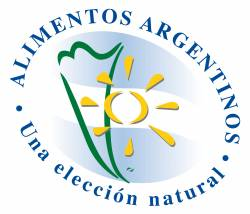 ALIMENTOS ARGENTINOS
• Una elección natural •